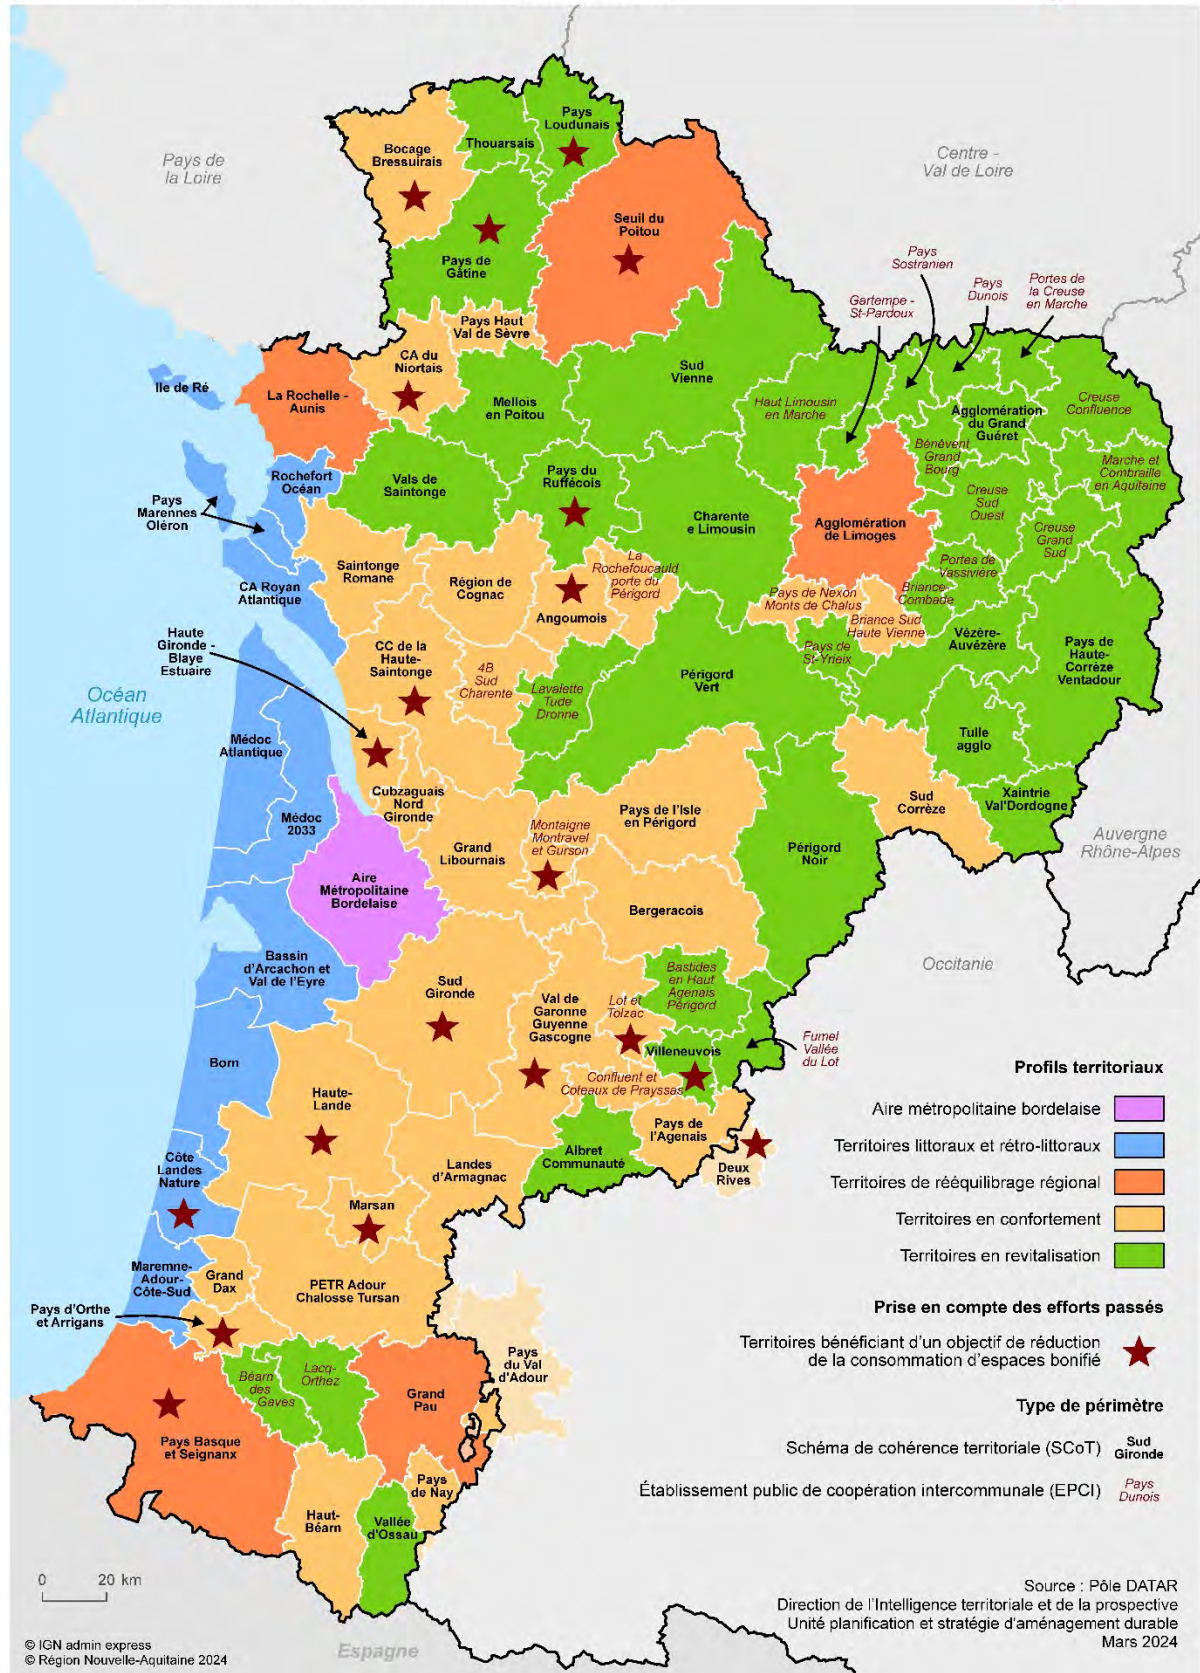 Pays de
la Loire
Centre -
Val de Loire
Bocage
Bressuirais
Thouarsais
Pays
Loudunais
Seuil du
Poitou
Pays de
Gâtine
Pays Haut
Val de Sèvre
CA du
Niortais
Ile de Ré
La Rochelle -
Aunis
Mellois
en Poitou
Sud
Vienne
Gartempe -
St-Pardoux
Pays
Sostranien
Pays
Dunois
Portes de
la Creuse
en Marche
Haut Limousin
en Marche
Agglomération
du Grand
Guéret
Creuse
Confluence
Bénévent
Grand
Bourg
Marche et
Combraille
en Aquitaine
Rochefort
Océan
Vals de
Saintonge
Pays du
Ruffécois
Charente
e Limousin
Agglomération
de Limoges
Creuse
Sud
Ouest
Creuse
Grand
Sud
Pays
Marennes
Oléron
CA Royan
Atlantique
Saintonge
Romane
Région de
Cognac
Angoumois
La
Rochefoucauld
porte du
Périgord
Pays de Nexon
Monts de Chalus
Portes de
Vassivière
Briance
Combade
Briance Sud
Haute Vienne
Pays de
St-Yrieix
Vézère-
Auvézère
Pays de
Haute-
Corrèze
Ventadour
Haute
Gironde -
Blaye
Estuaire
CC de la
Haute-
Saintonge
4B
Sud
Charente
Lavalette
Tude
Dronne
Périgord
Vert
Océan
Atlantique
Médoc
Atlantique
Médoc
2033
Cubzaguais
Nord
Gironde
Grand
Libournais
Montaigne
Montravel
et Gurson
Pays de l'Isle
en Périgord
Périgord
Noir
Sud
Corrèze
Tulle
agglo
Xaintrie
Val'Dordogne
Auvergne
Rhône-Alpes
Aire
Métropolitaine
Bordelaise
Bergeracois
Bassin
d'Arcachon et
Val de l'Eyre
Sud
Gironde
Val de
Garonne
Guyenne
Gascogne
Lot et
Tolzac
Bastides
en Haut
Agenais
Périgord
Occitanie
Born
Villeneuvois
Fumel
Vallée
du Lot
Confluent et
Coteaux de Prayssas
Haute-
Lande
Albret
Communauté
Pays de
l'Agenais
Deux
Rives
Côte
Landes
Nature
Landes
d'Armagnac
Marsan
Maremne-
Adour-
Côte-Sud
Grand
Dax
PETR Adour
Chalosse Tursan
Pays d'Orthe
et Arrigans
Béarn
des
Gaves
Lacq-
Orthez
Grand
Pau
Pays
du Val
d'Adour
Pays Basque
et Seignanx
Haut-
Béarn
Vallée
d'Ossau
Pays
de Nay
Espagne
Profils territoriaux
Aire métropolitaine bordelaise
Territoires littoraux et rétro-littoraux
Territoires de rééquilibrage régional
Territoires en confortement
Territoires en revitalisation
Prise en compte des efforts passés
Territoires bénéficiant d'un objectif de réduction
de la consommation d'espaces bonifié
Type de périmètre
Schéma de cohérence territoriale (SCoT)
Sud
Gironde
Établissement public de coopération intercommunale (EPCI)
Pays
Dunois
0 20 km
Source : Pôle DATAR
Direction de l'Intelligence territoriale et de la prospective
Unité planification et stratégie d'aménagement durable
Mars 2024
© IGN admin express
© Région Nouvelle-Aquitaine 2024